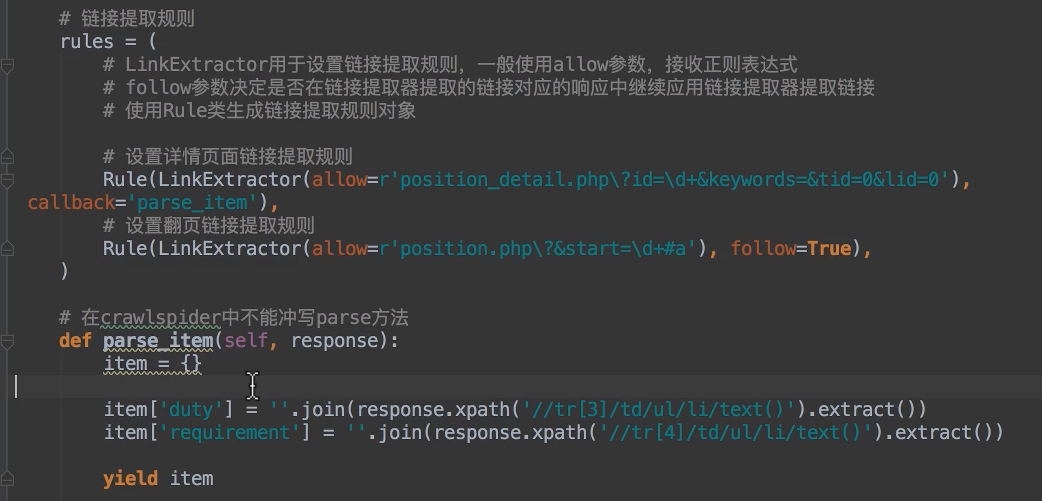 # 链接提取规则
rules = (
# LinkExtractor用于设置链接提取规则，一般使用allow参数，接收正则表达式
# follow参数决定是否在链接提取器提取的链接对应的响应中继续应用链接提取器提取链接
# 使用Rule类生成链接提取规则对象
# 设置详情页面链接提取规则
Rule(LinkExtractor(allow=r'position_detail.php\?id=\d+&keywords=&tid=0&lid=0'),
callback='parse_item'),
# 设置翻页链接提取规则
Rule(LinkExtractor(allow=r'position.php\?&start=\d+#a'), follow=True),
)
# 在crawlspider中不能冲写parse方法
def parse_item(self, response):
item = {}
item['duty'] = ''.join(response.xpath('//tr[3]/td/ul/li/text()').extract())
item['requirement'] = ''.join(response.xpath('//tr[4]/td/ul/li/text()').extract())
yield item